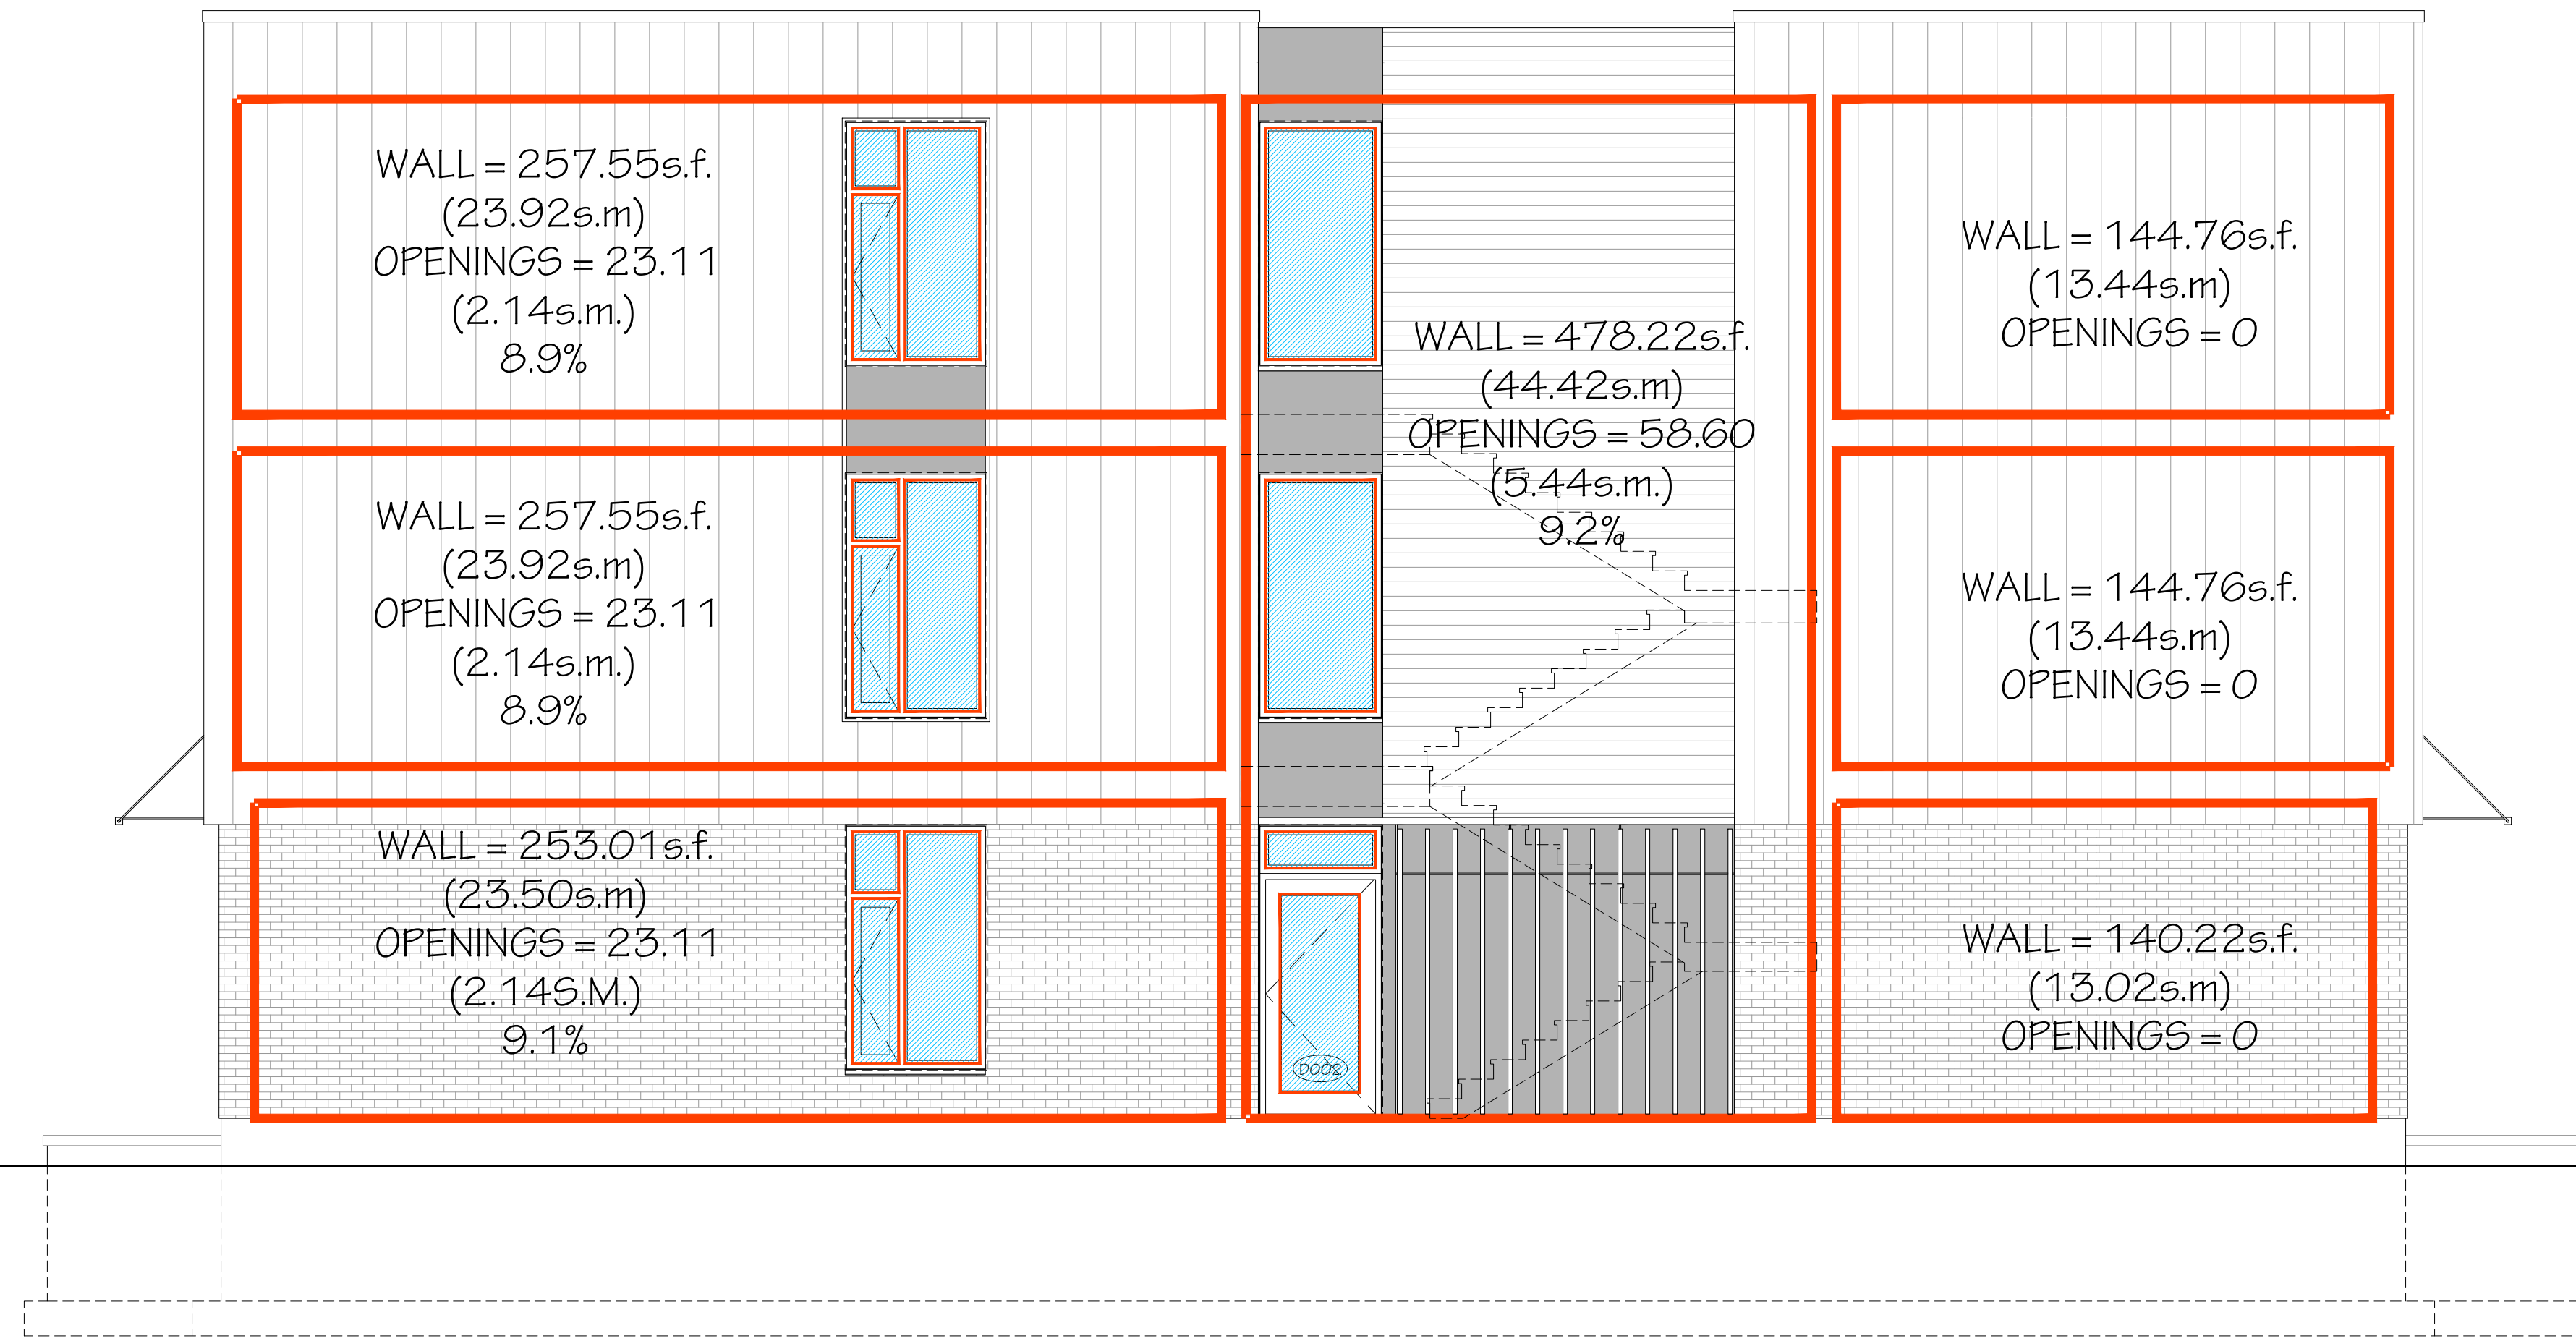 WALL = 257.55s.f.
(23.92s.m)
OPENINGS = 23.11
(2.14s.m.)
8.9%
WALL = 257.55s.f.
(23.92s.m)
OPENINGS = 23.11
(2.14s.m.)
8.9%
WALL = 253.01s.f.
(23.50s.m)
OPENINGS = 23.11
(2.14S.M.)
9.1%
WALL = 478.22s.f.
(44.42s.m)
OPENINGS = 58.60
(5.44s.m.)
9.2%
D002
WALL = 144.76s.f.
(13.44s.m)
OPENINGS = 0
WALL = 144.76s.f.
(13.44s.m)
OPENINGS = 0
WALL = 140.22s.f.
(13.02s.m)
OPENINGS = 0